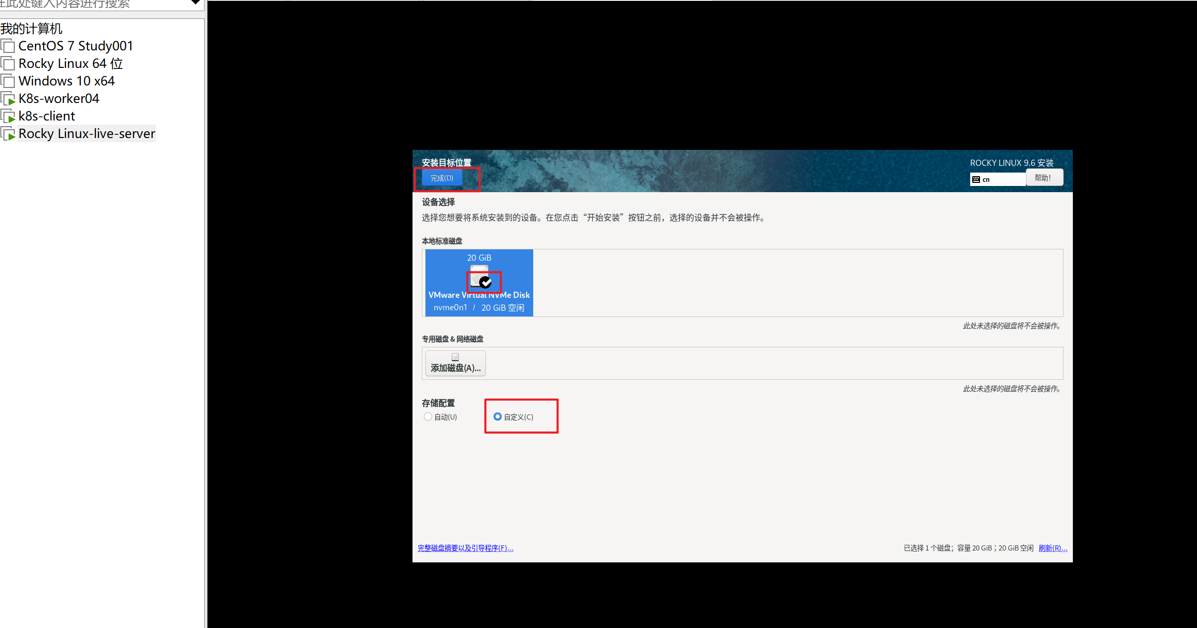 在此处键入内容进行搜索
我的计算机
CentOS 7 Study001
Rocky Linux 64 位
Windows 10 x64
K8s-worker04
k8s-client
Rocky Linux-live-server
安装目标位置
ROCKY LINUX 9.6 安装
完成(D)
cn
帮助!
设备选择
选择您想要将系统安装到的设备。在您点击“开始安装”按钮之前，选择的设备并不会被操作。
本地标准磁盘
20 GiB
VMware Virtual NVMe Disk
nvme0n1 / 20 GiB 空闲
此处未选择的磁盘将不会被操作。
专用磁盘 & 网络磁盘
添加磁盘(A)...
此处未选择的磁盘将不会被操作。
存储配置
自动(U)
自定义(C)
完整磁盘摘要以及引导程序(F)...
已选择 1 个磁盘；容量 20 GiB；20 GiB 空闲 刷新(R)...